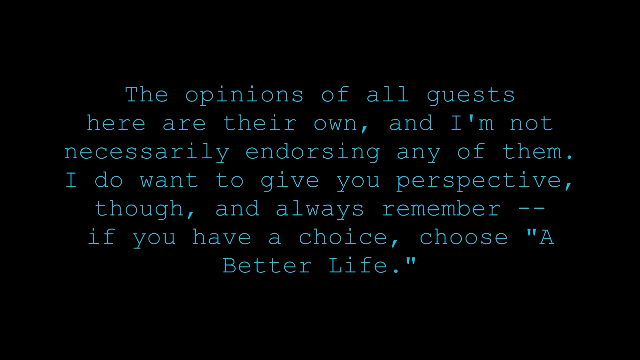 The opinions of all guests
here are their own, and I'm not
necessarily endorsing any of them.
I do want to give you perspective,
though, and always remember --
if you have a choice, choose "A
Better Life."